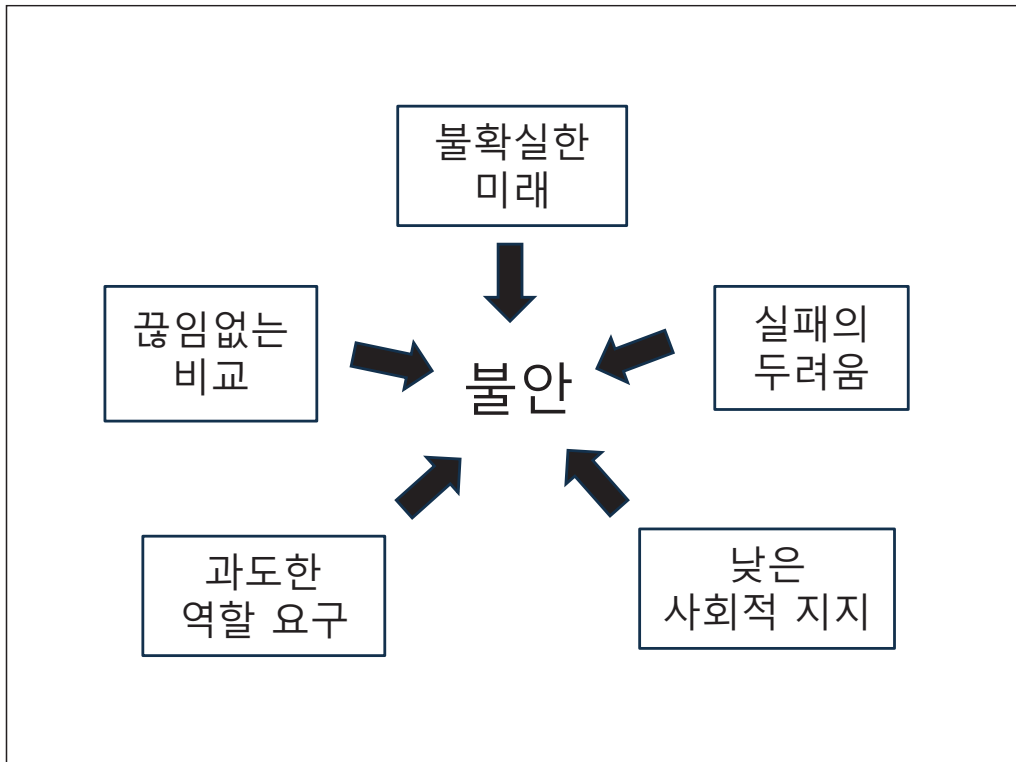 불확실한
미래
끊임없는
비교
실패의
두려움
불안
과도한
역할 요구
낮은
사회적 지지